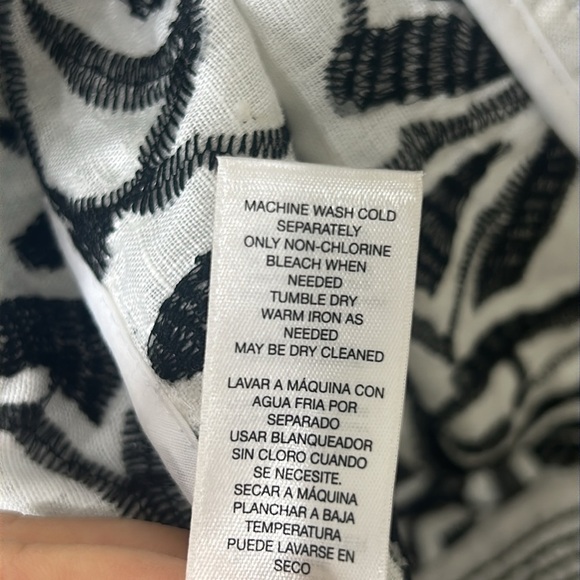 MACHINE WASH COLD
SEPARATELY
ONLY NON-CHLORINE
BLEACH WHEN
NEEDED
TUMBLE DRY
WARM IRON AS
NEEDED
MAY BE DRY CLEANED
LAVAR A MÁQUINA CON
AGUA FRIA POR
SEPARADO
USAR BLANQUEADOR
SIN CLORO CUANDO
SE NECESITE.
SECAR A MÁQUINA
PLANCHAR A BAJA
TEMPERATURA
PUEDE LAVARSE EN
SECO